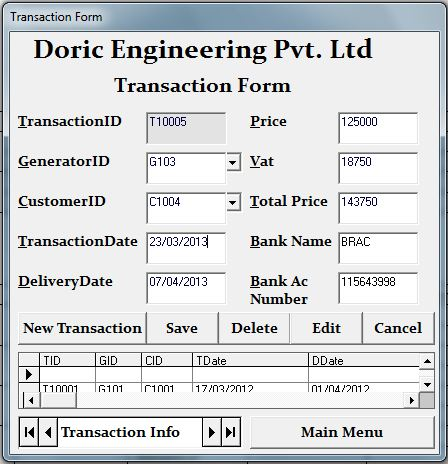 Transaction Form
Doric Engineering Pvt. Ltd
Transaction Form
TransactionID T10005 Price 125000
GeneratorID G103 Vat 18750
CustomerID C1004 Total Price 143750
TransactionDate 23/03/2013 Bank Name BRAC
DeliveryDate 07/04/2013 Bank Ac Number 115643998
New Transaction Save Delete Edit Cancel
TID GID CID TDate DDate
T10001 G101 C1001 17/03/2012 01/04/2012
Transaction Info Main Menu